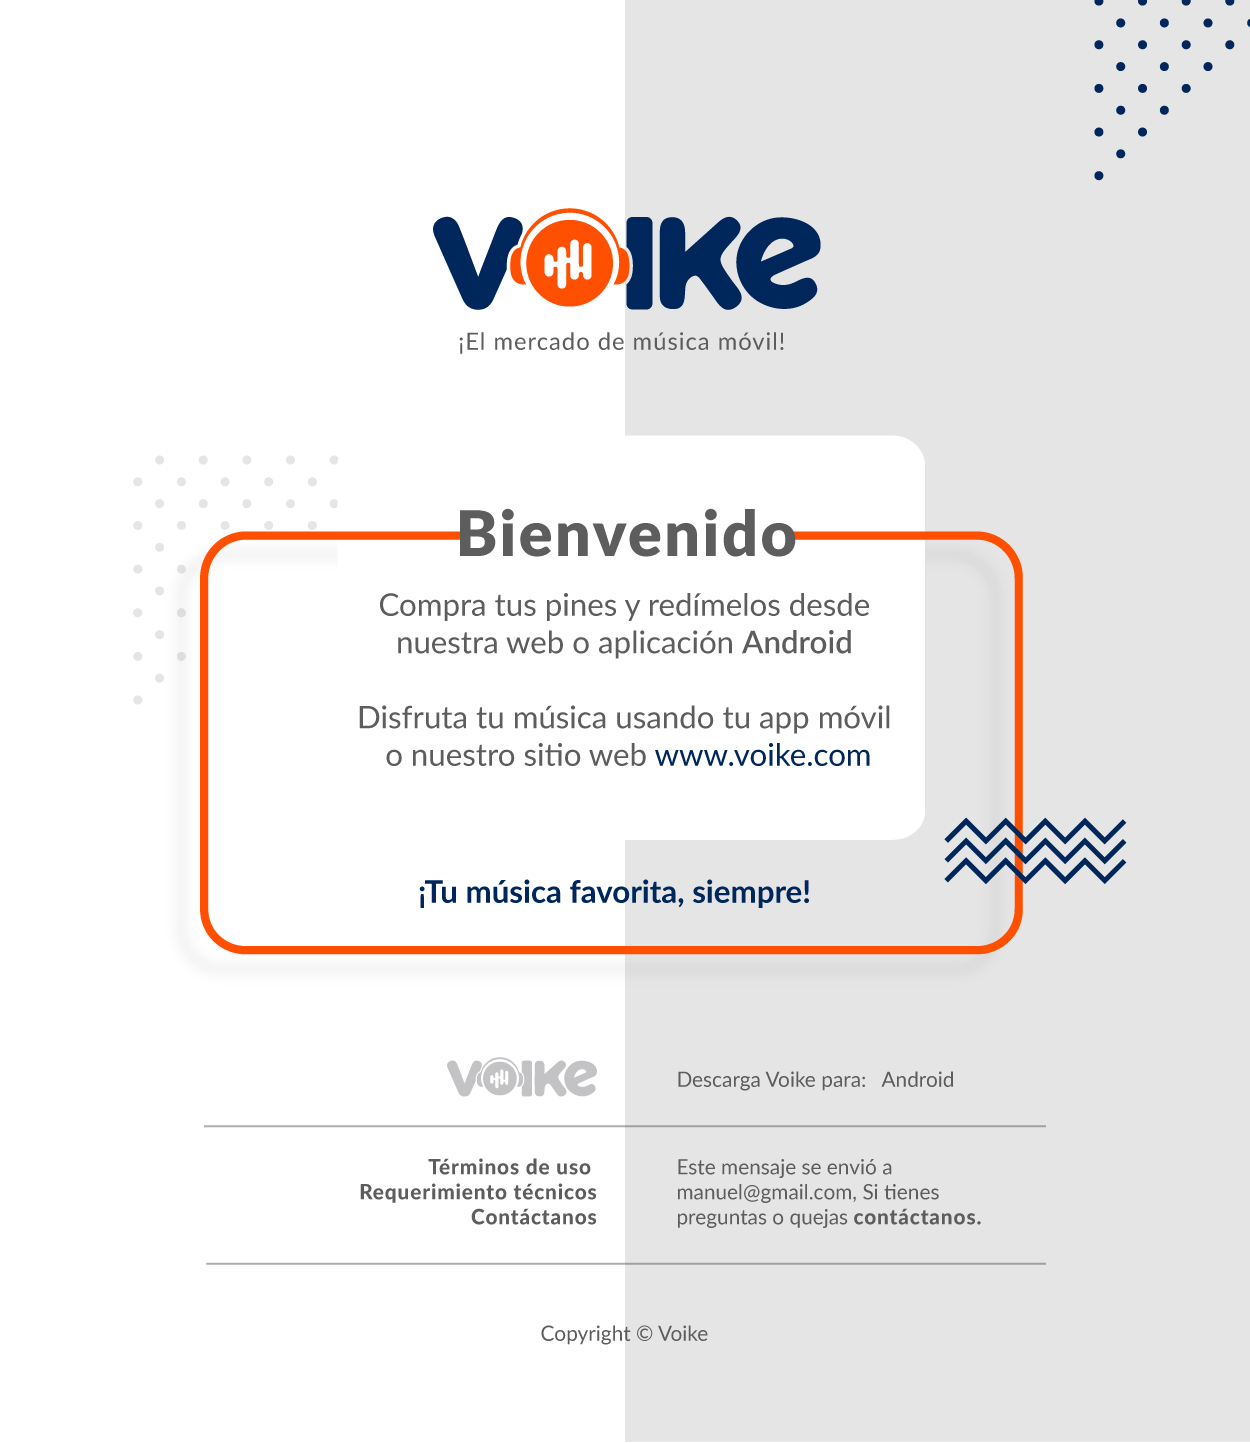 VOIKE
¡El mercado de música móvil!
Bienvenido
Compra tus pines y redímelos desde
nuestra web o aplicación Android
Disfruta tu música usando tu app móvil
o nuestro sitio web www.voike.com
¡Tu música favorita, siempre!
VOIKE
Descarga Voike para: Android
Términos de uso
Requerimiento técnicos
Contáctanos
Este mensaje se envió a
manuel@gmail.com, Si tienes
preguntas o quejas contáctanos.
Copyright © Voike